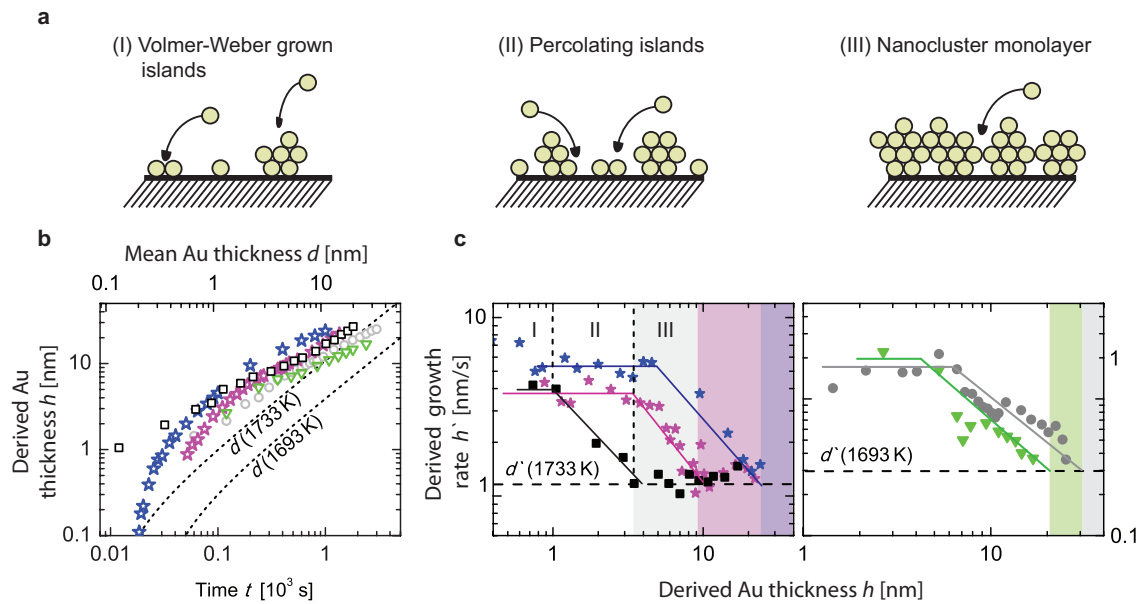 a
(I) Volmer-Weber grown
islands
(II) Percolating islands
(III) Nanocluster monolayer
b
Mean Au thickness d [nm]
0.1
1
10
Derived Au
thickness h [nm]
10
1
0.1
d (1733 K)
d (1693 K)
0.01
0.1
1
Time t [10³ s]
c
Derived growth
rate h` [nm/s]
10
1
I
II
III
d` (1733 K)
1
10
d` (1693 K)
1
0.1
1
10
Derived Au thickness h [nm]